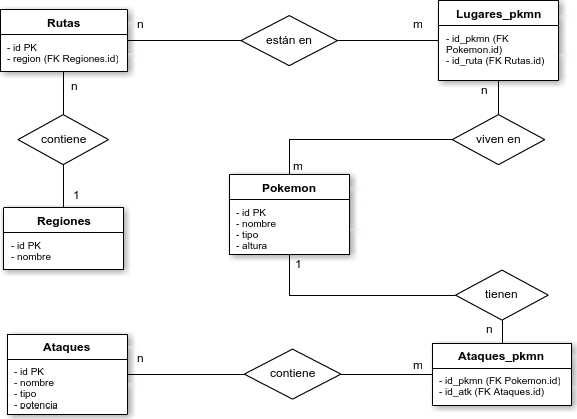 Rutas
- id PK
- region (FK Regiones.id)
n
están en
m
Lugares_pkmn
- id_pkmn (FK
Pokemon.id)
- id_ruta (FK Rutas.id)
n
contiene
1
n
viven en
m
Regiones
- id PK
- nombre
Pokemon
- id PK
- nombre
- tipo
- altura
1
tienen
n
Ataques
- id PK
- nombre
- tipo
- potencia
n
contiene
m
Ataques_pkmn
- id_pkmn (FK Pokemon.id)
- id_atk (FK Ataques.id)